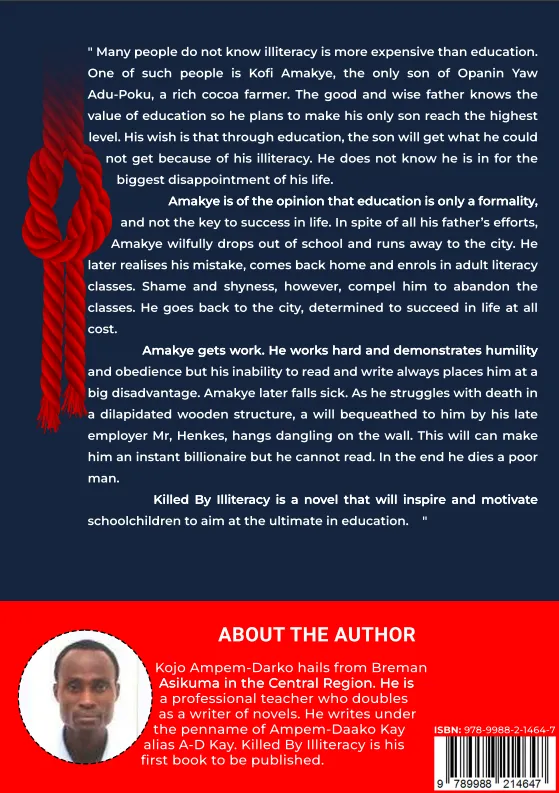 " Many people do not know illiteracy is more expensive than education.
One of such people is Kofi Amakye, the only son of Opanin Yaw
Adu-Poku, a rich cocoa farmer. The good and wise father knows the
value of education so he plans to make his only son reach the highest
level. His wish is that through education, the son will get what he could
not get because of his illiteracy. He does not know he is in for the
biggest disappointment of his life.
Amakye is of the opinion that education is only a formality,
and not the key to success in life. In spite of all his father's efforts,
Amakye wilfully drops out of school and runs away to the city. He
later realises his mistake, comes back home and enrols in adult literacy
classes. Shame and shyness, however, compel him to abandon the
classes. He goes back to the city, determined to succeed in life at all
cost.
Amakye gets work. He works hard and demonstrates humility
and obedience but his inability to read and write always places him at a
big disadvantage. Amakye later falls sick. As he struggles with death in
a dilapidated wooden structure, a will bequeathed to him by his late
employer Mr, Henkes, hangs dangling on the wall. This will can make
him an instant billionaire but he cannot read. In the end he dies a poor
man.
Killed By Illiteracy is a novel that will inspire and motivate
schoolchildren to aim at the ultimate in education. "
ABOUT THE AUTHOR
Kojo Ampem-Darko hails from Breman
Asikuma in the Central Region. He is
a professional teacher who doubles
as a writer of novels. He writes under
the penname of Ampem-Daako Kay
alias A-D Kay. Killed By Illiteracy is his
first book to be published.
ISBN: 978-9988-2-1464-7
9 789988 214647